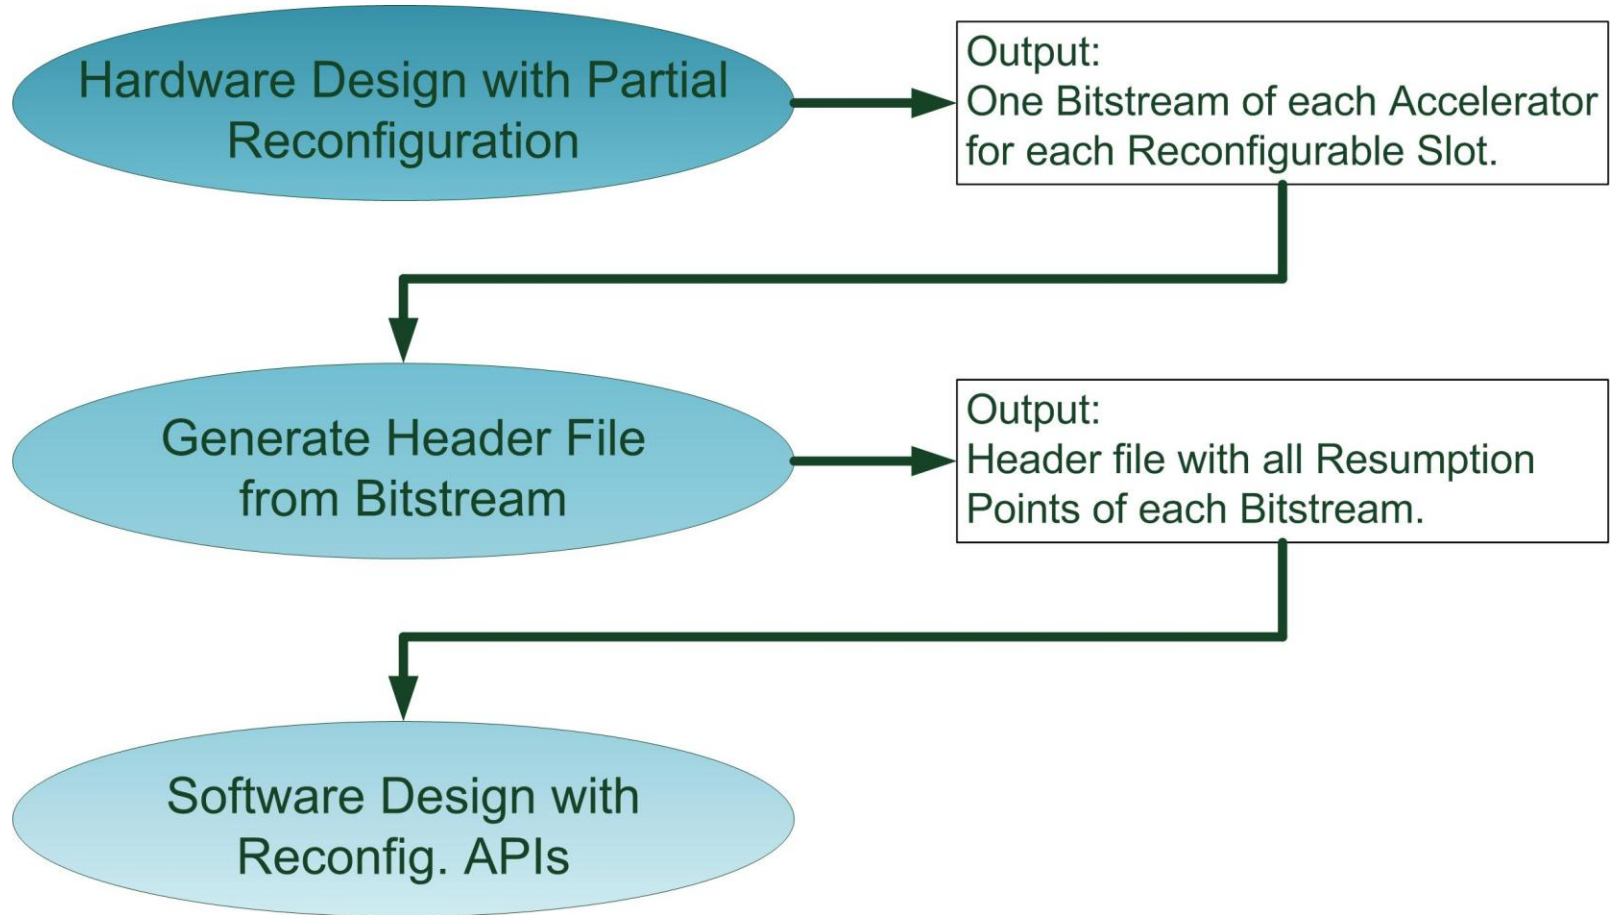 Hardware Design with Partial
Reconfiguration
Output:
One Bitstream of each Accelerator
for each Reconfigurable Slot.
Generate Header File
from Bitstream
Output:
Header file with all Resumption
Points of each Bitstream.
Software Design with
Reconfig. APIs